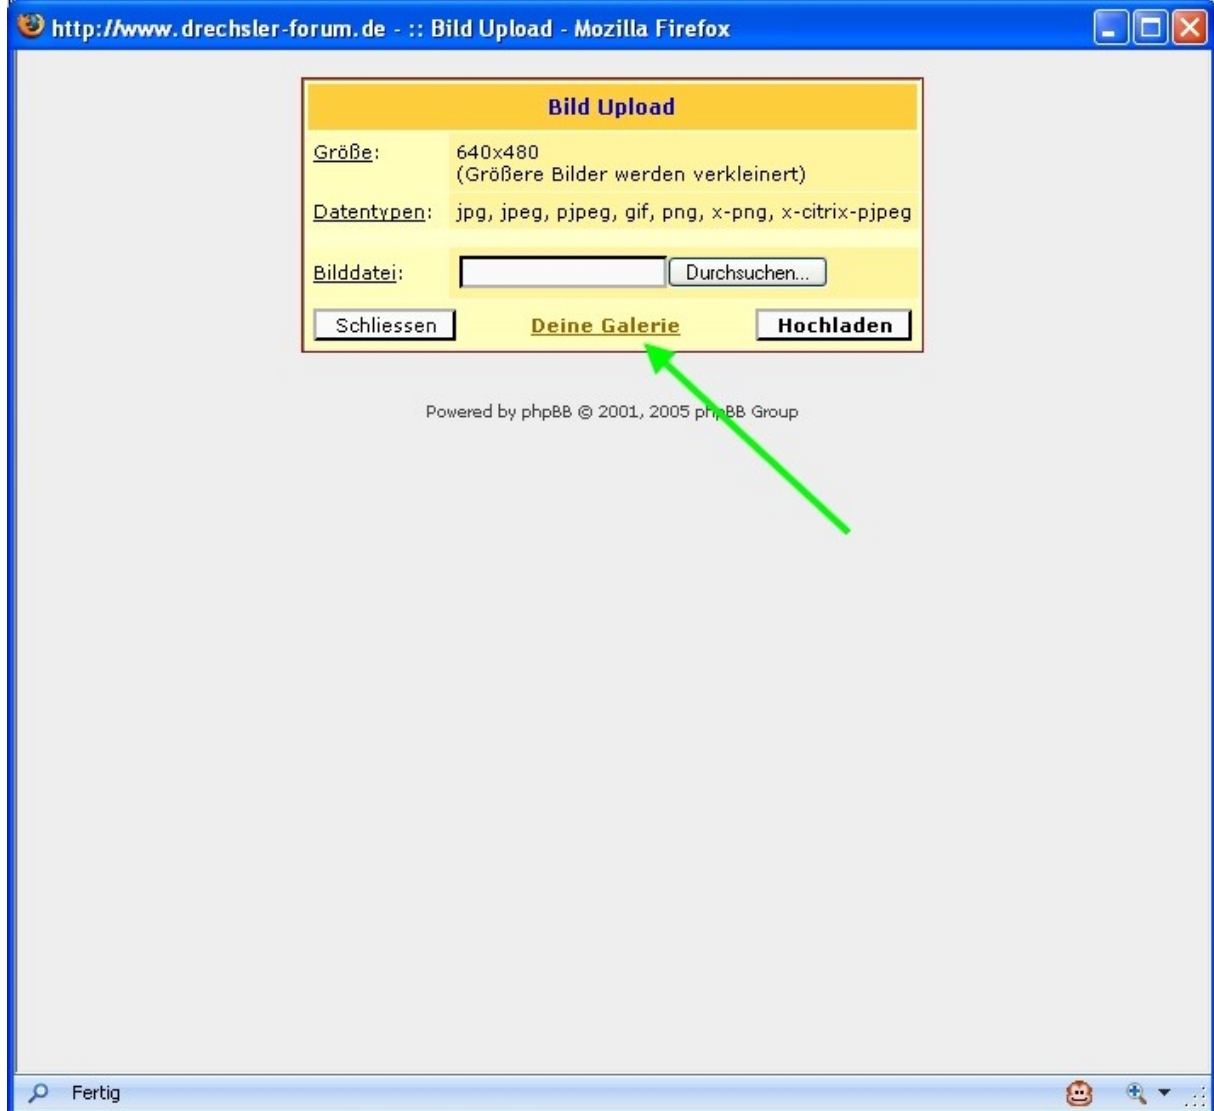 http://www.drechsler-forum.de - :: Bild Upload - Mozilla Firefox
Bild Upload
Größe: 640x480
(Größere Bilder werden verkleinert)
Datentypen: jpg, jpeg, pjpeg, gif, png, x-png, x-citrix-pjpeg
Bilddatei: Durchsuchen...
Schliessen Deine Galerie Hochladen
Powered by phpBB © 2001, 2005 phpBB Group
Fertig